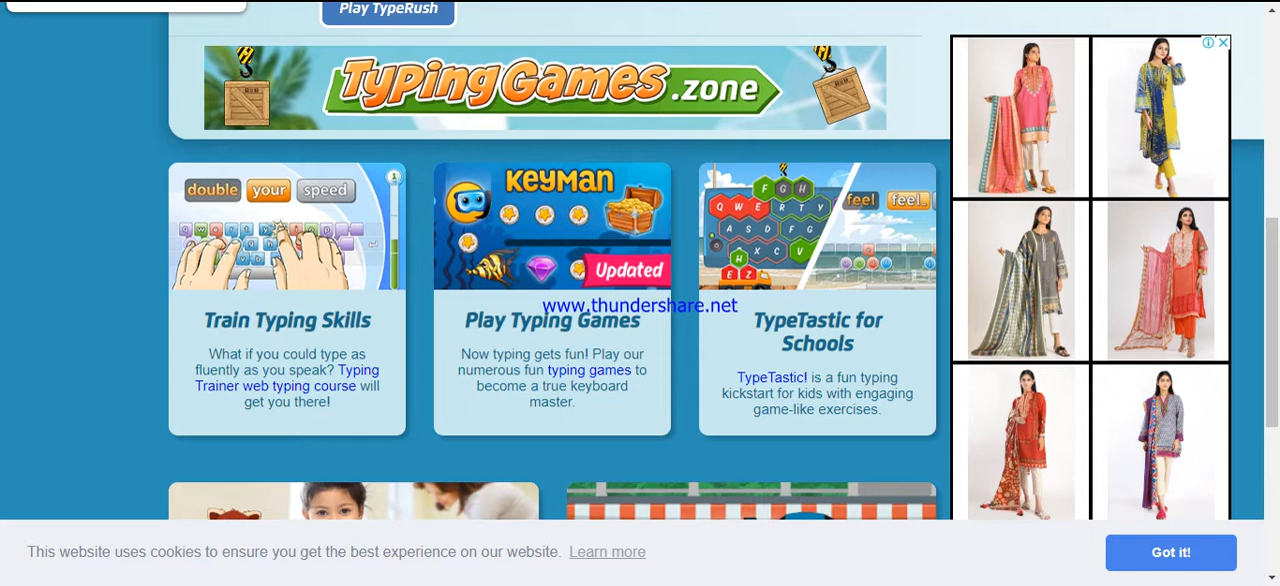 Play TypeRush
TypingGames.zone
double your speed
1
KEYMAN
Updated
F G H
Q W E R T Y
A S D F G
X C V
H
E Z
feel feel
www.thundershare.net
Train Typing Skills
What if you could type as
fluently as you speak? Typing
Trainer web typing course will
get you there!
Play Typing Games
Now typing gets fun! Play our
numerous fun typing games to
become a true keyboard
master.
TypeTastic for
Schools
TypeTastic! is a fun typing
kickstart for kids with engaging
game-like exercises.
This website uses cookies to ensure you get the best experience on our website. Learn more
Got it!